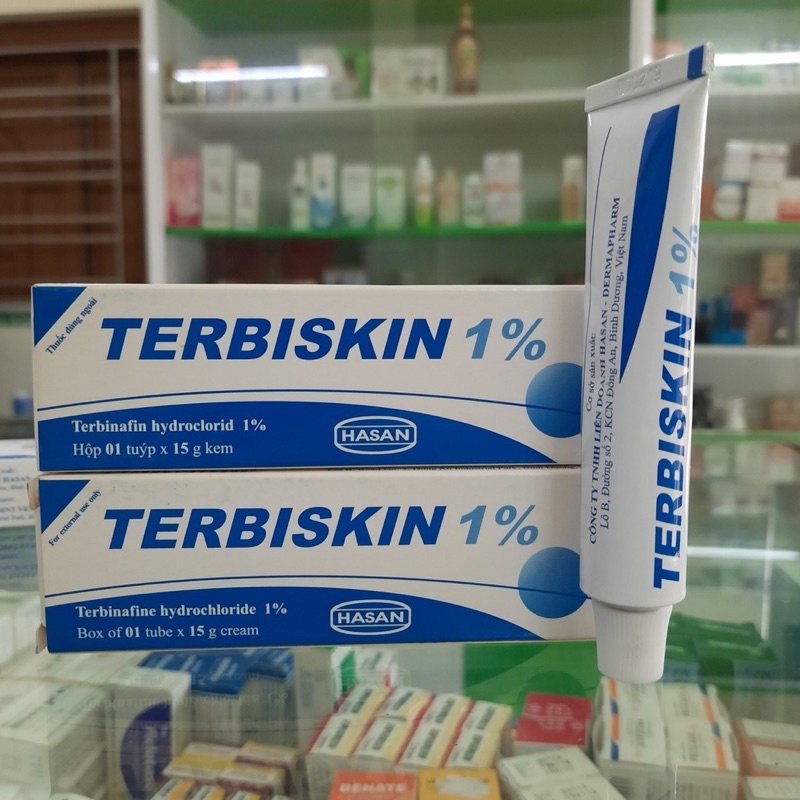 Thuốc dùng ngoài
TERBISKIN 1%
Terbinafin hydroclorid 1%
Hộp 01 tuýp x 15 g kem
HASAN
For external use only
TERBISKIN 1%
Terbinafine hydrochloride 1%
Box of 01 tube x 15 g cream
HASAN
Cơ sở sản xuất:
CÔNG TY TNHH LIÊN DOANH HASAN - DERMAPHARM
Lô B, Đường số 2, KCN Đồng An, Bình Dương, Việt Nam
TERBISKIN 1%
BENATE